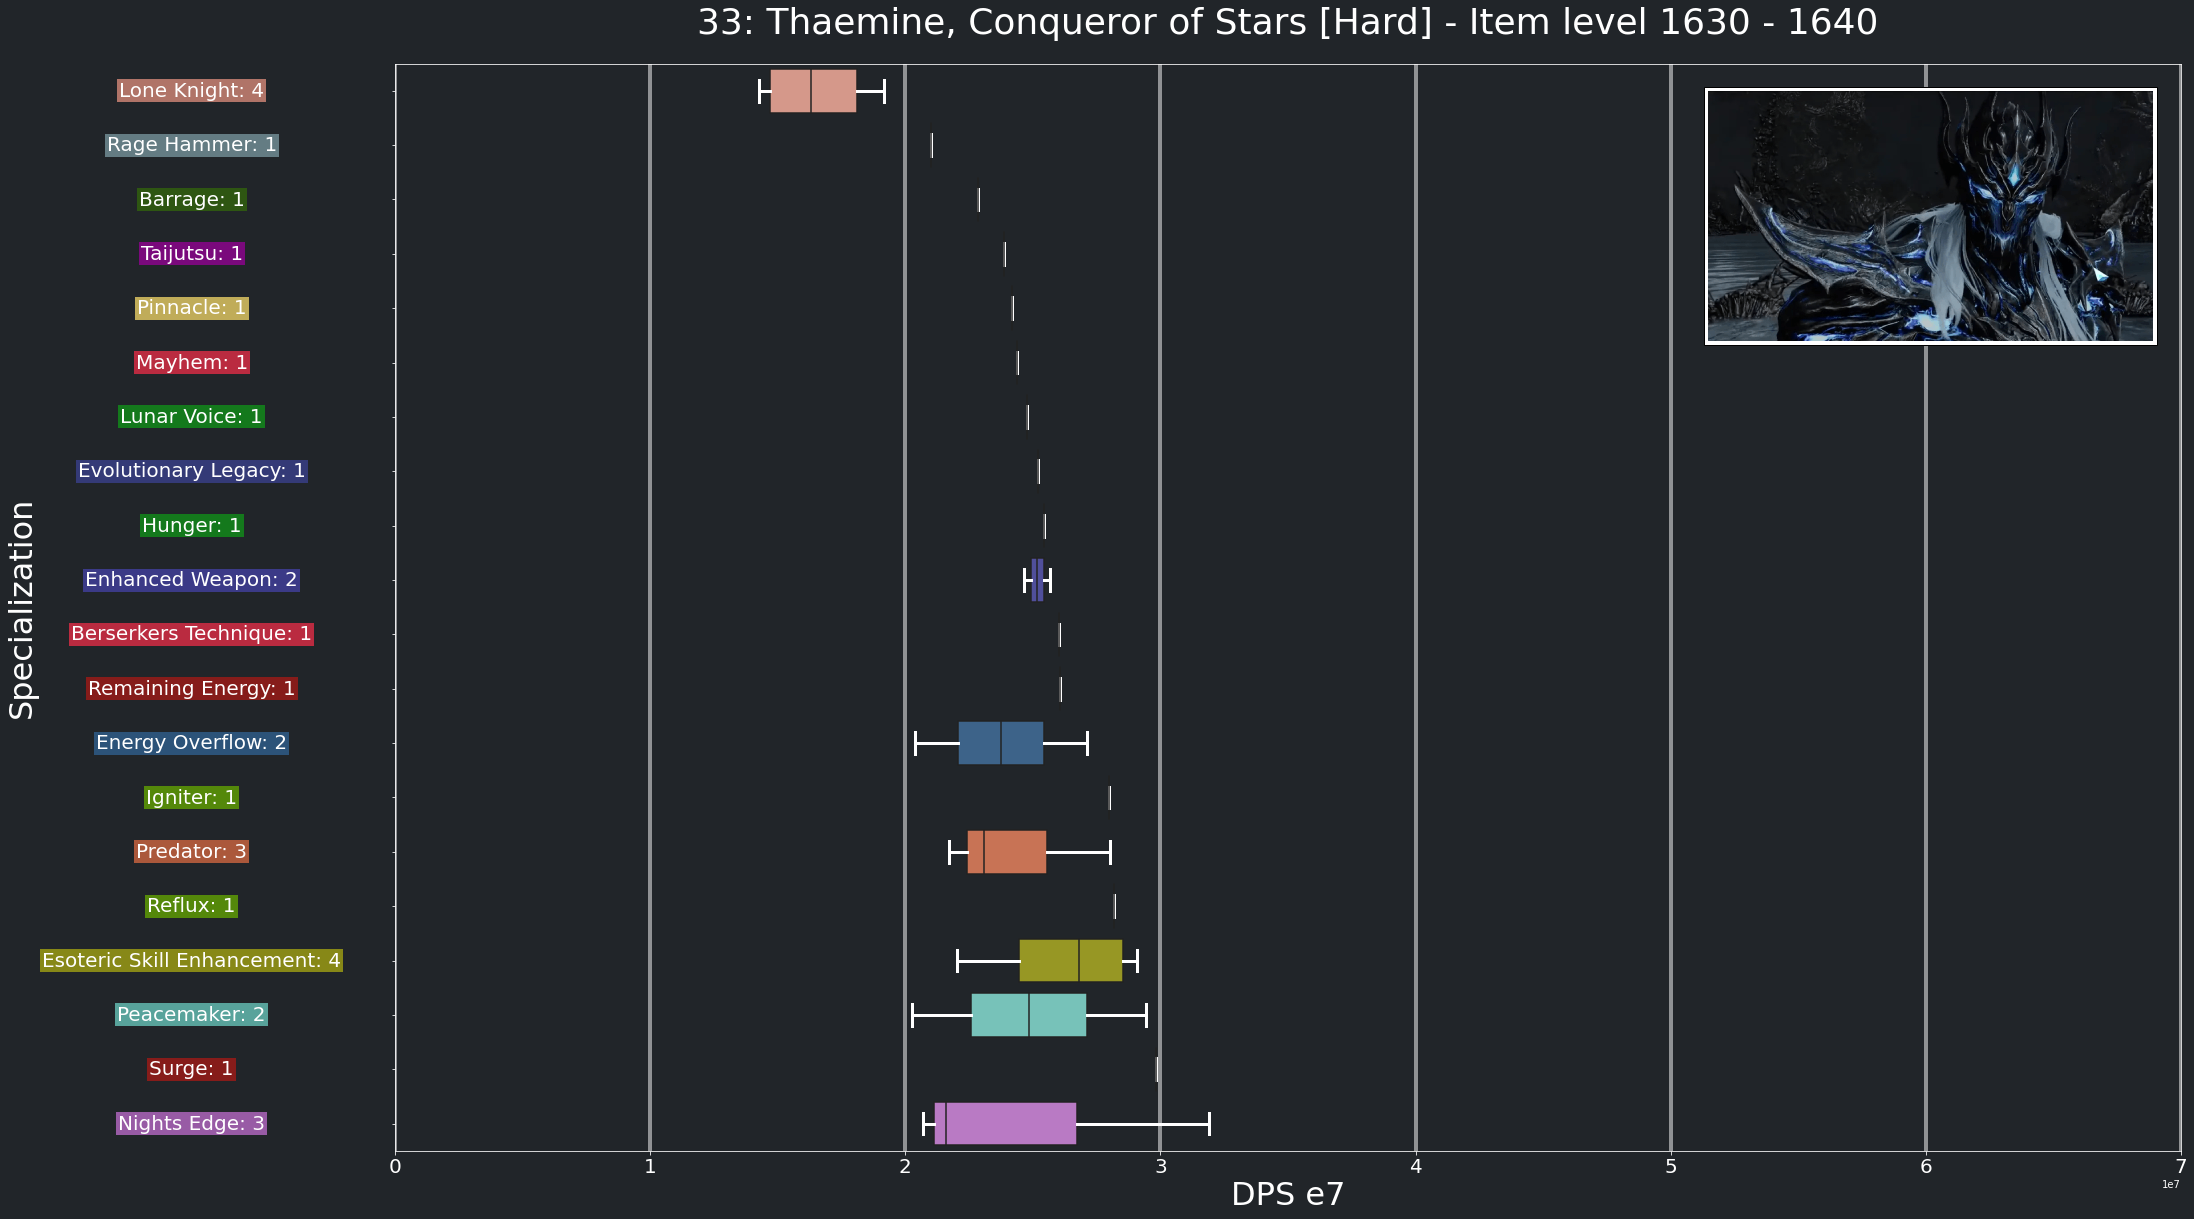 33: Thaemine, Conqueror of Stars [Hard] - Item level 1630 - 1640
Specialization
Lone Knight: 4
Rage Hammer: 1
Barrage: 1
Taijutsu: 1
Pinnacle: 1
Mayhem: 1
Lunar Voice: 1
Evolutionary Legacy: 1
Hunger: 1
Enhanced Weapon: 2
Berserkers Technique: 1
Remaining Energy: 1
Energy Overflow: 2
Igniter: 1
Predator: 3
Reflux: 1
Esoteric Skill Enhancement: 4
Peacemaker: 2
Surge: 1
Nights Edge: 3
0 1 2 3 4 5 6 7
1e7
DPS e7